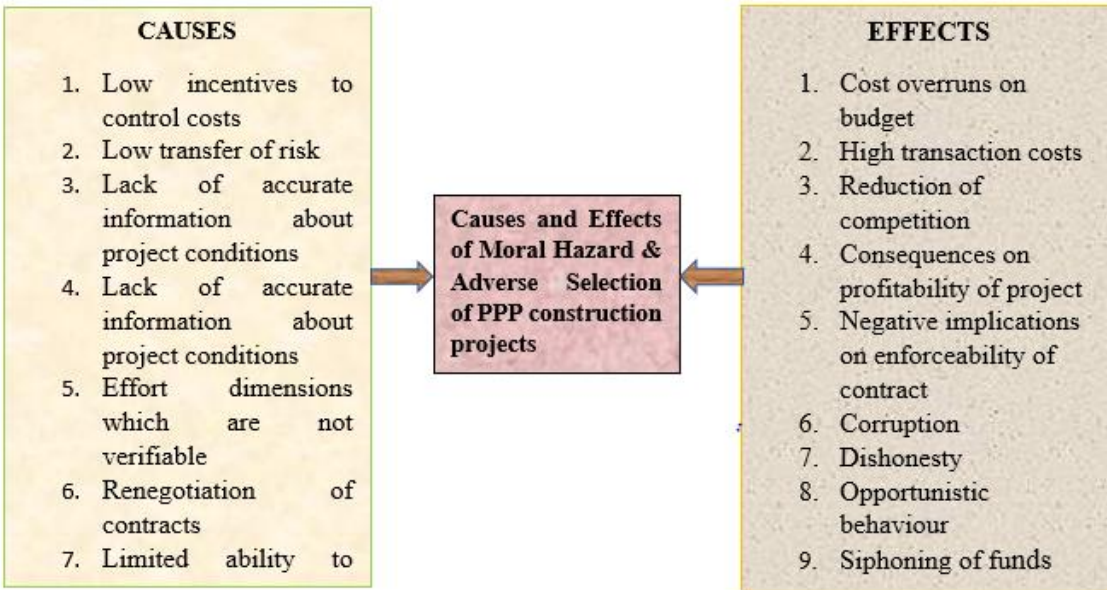 CAUSES
1. Low incentives to
control costs
2. Low transfer of risk
3. Lack of accurate
information about
project conditions
4. Lack of accurate
information about
project conditions
5. Effort dimensions
which are not
verifiable
6. Renegotiation of
contracts
7. Limited ability to
Causes and Effects
of Moral Hazard &
Adverse Selection
of PPP construction
projects
EFFECTS
1. Cost overruns on
budget
2. High transaction costs
3. Reduction of
competition
4. Consequences on
profitability of project
5. Negative implications
on enforceability of
contract
6. Corruption
7. Dishonesty
8. Opportunistic
behaviour
9. Siphoning of funds